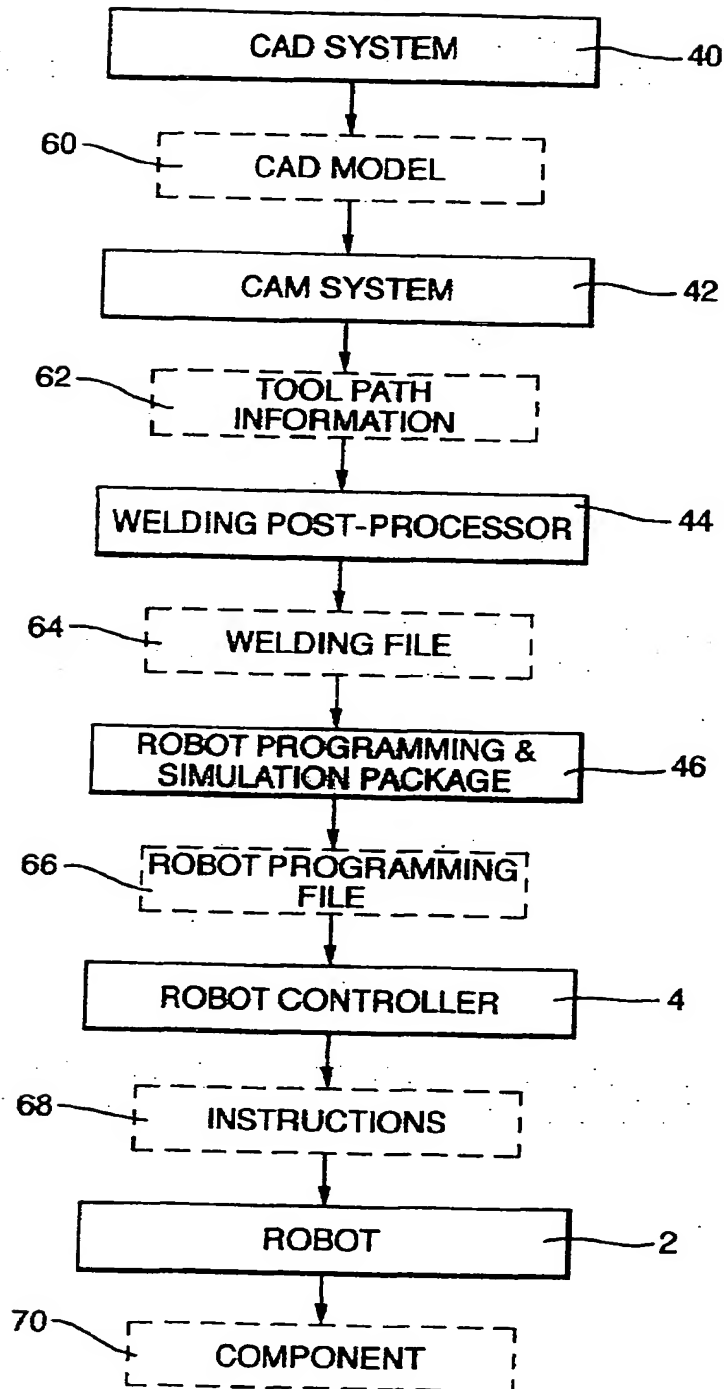 CAD SYSTEM
40
60
CAD MODEL
CAM SYSTEM
42
62
TOOL PATH
INFORMATION
WELDING POST-PROCESSOR
44
64
WELDING FILE
ROBOT PROGRAMMING &
SIMULATION PACKAGE
46
66
ROBOT PROGRAMMING
FILE
ROBOT CONTROLLER
4
68
INSTRUCTIONS
ROBOT
2
70
COMPONENT